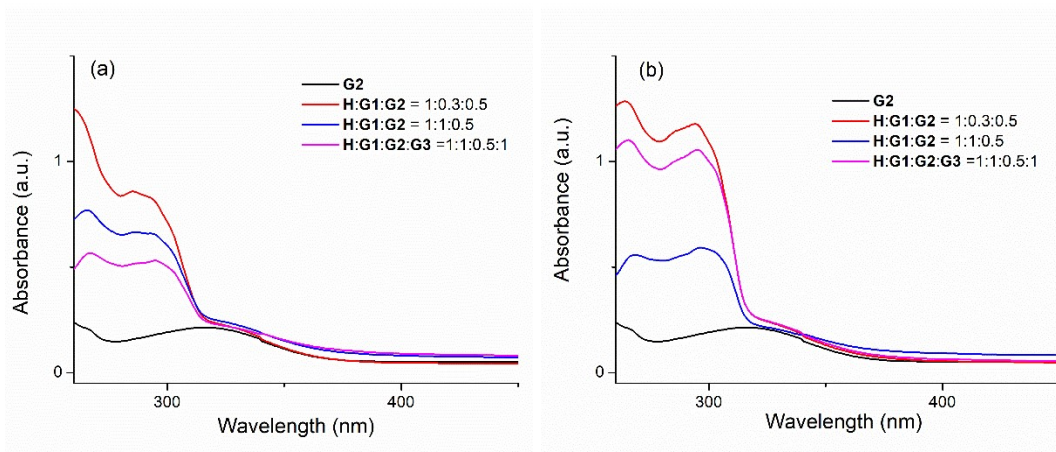 (a)
G2
H:G1:G2 = 1:0.3:0.5
H:G1:G2 = 1:1:0.5
H:G1:G2:G3 =1:1:0.5:1
Absorbance (a.u.)
1
0
300
400
Wavelength (nm)
(b)
G2
H:G1:G2 = 1:0.3:0.5
H:G1:G2 = 1:1:0.5
H:G1:G2:G3 =1:1:0.5:1
Absorbance (a.u.)
1
0
300
400
Wavelength (nm)